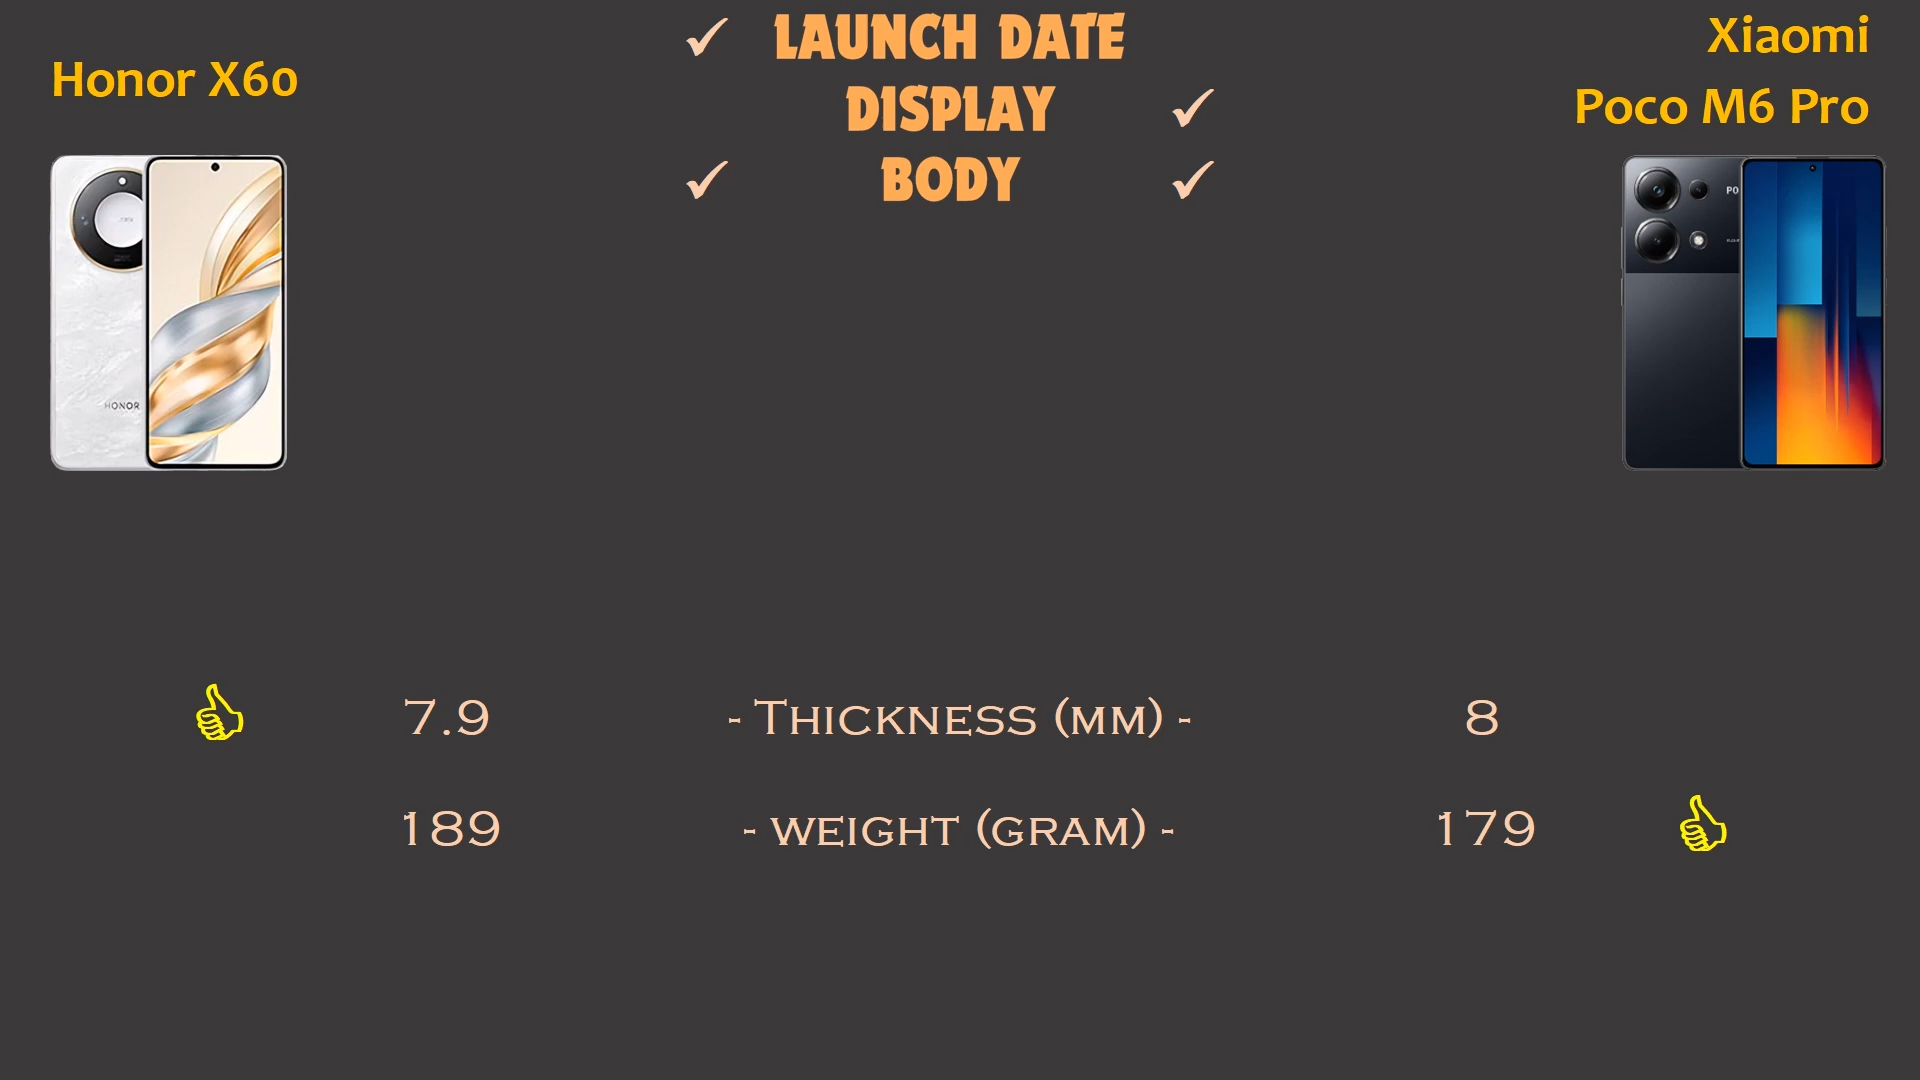 Honor X60
✓ LAUNCH DATE
DISPLAY ✓
✓ BODY ✓
Xiaomi
Poco M6 Pro
HONOR
PO
7.9 - THICKNESS (MM) - 8
189 - WEIGHT (GRAM) - 179